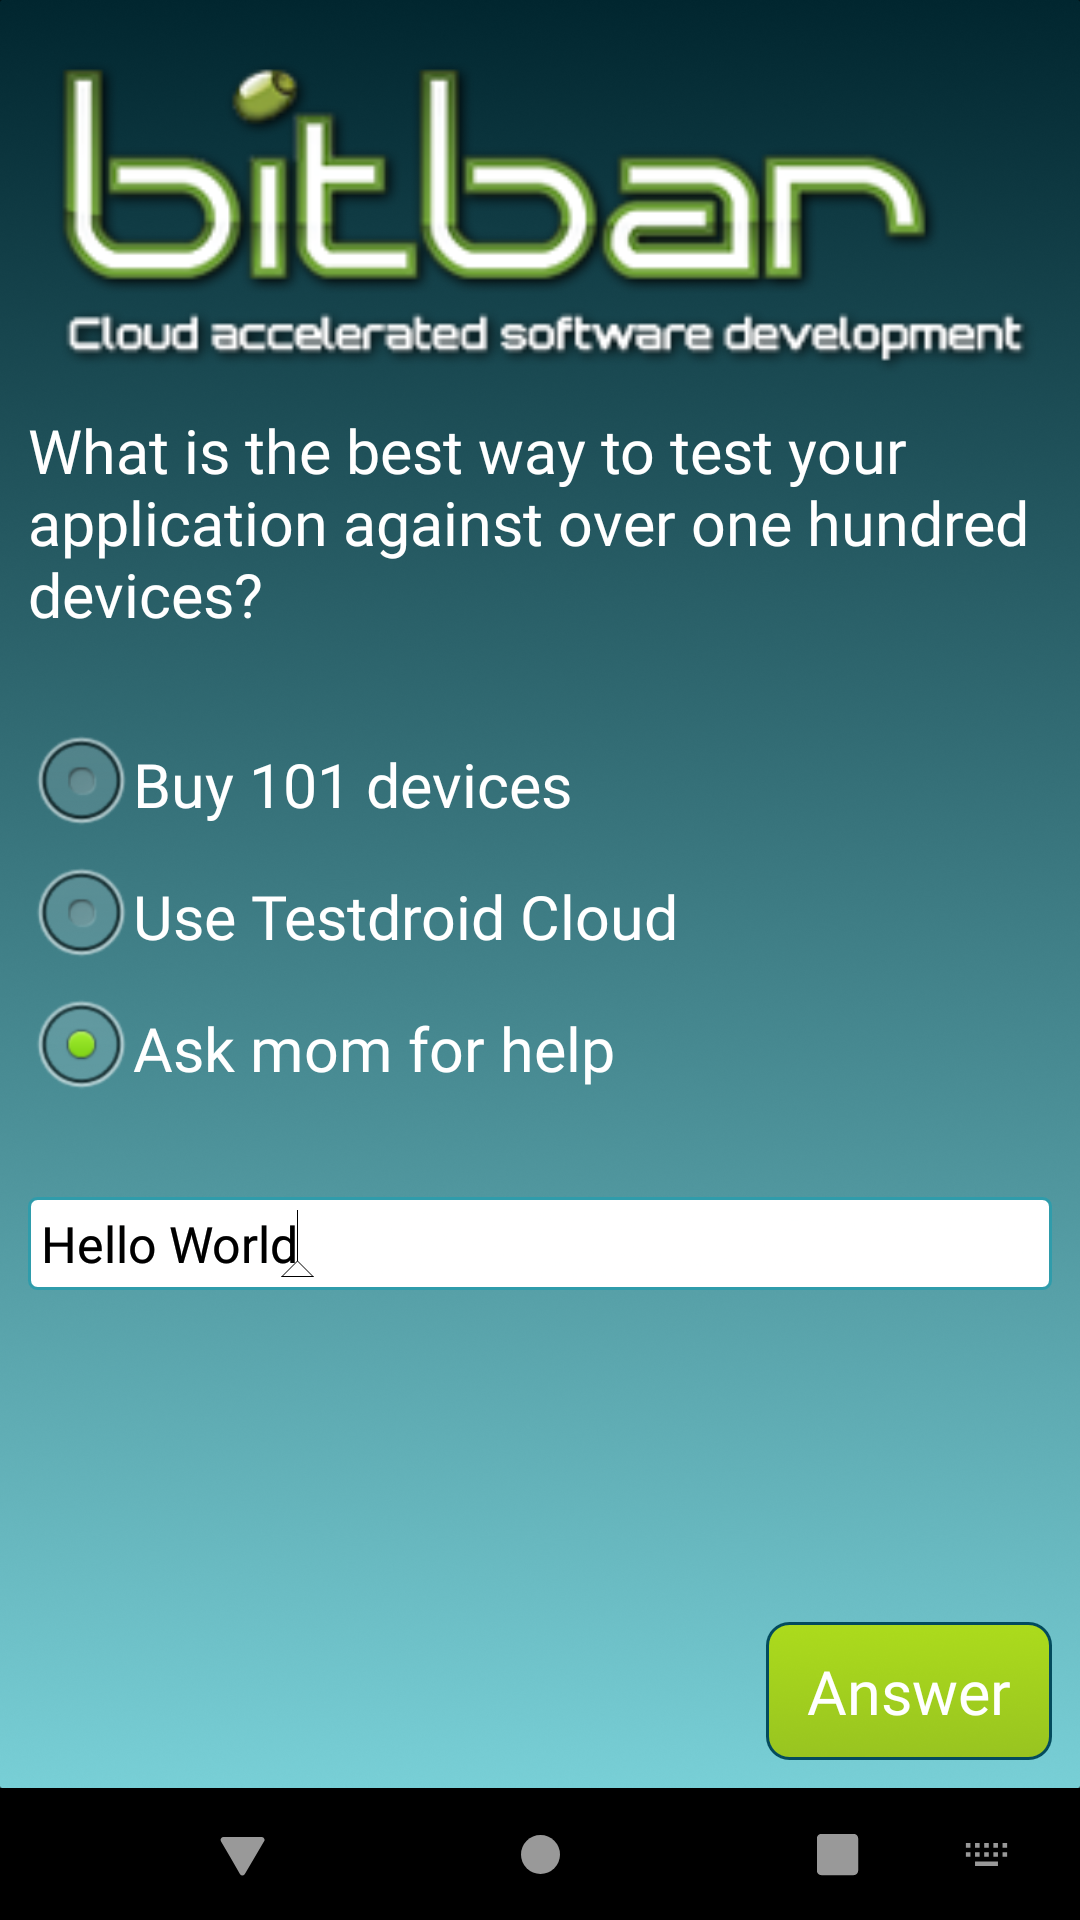 bitbar
Cloud accelerated software development
What is the best way to test your
application against over one hundred
devices?
Buy 101 devices
Use Testdroid Cloud
Ask mom for help
Hello World
Answer